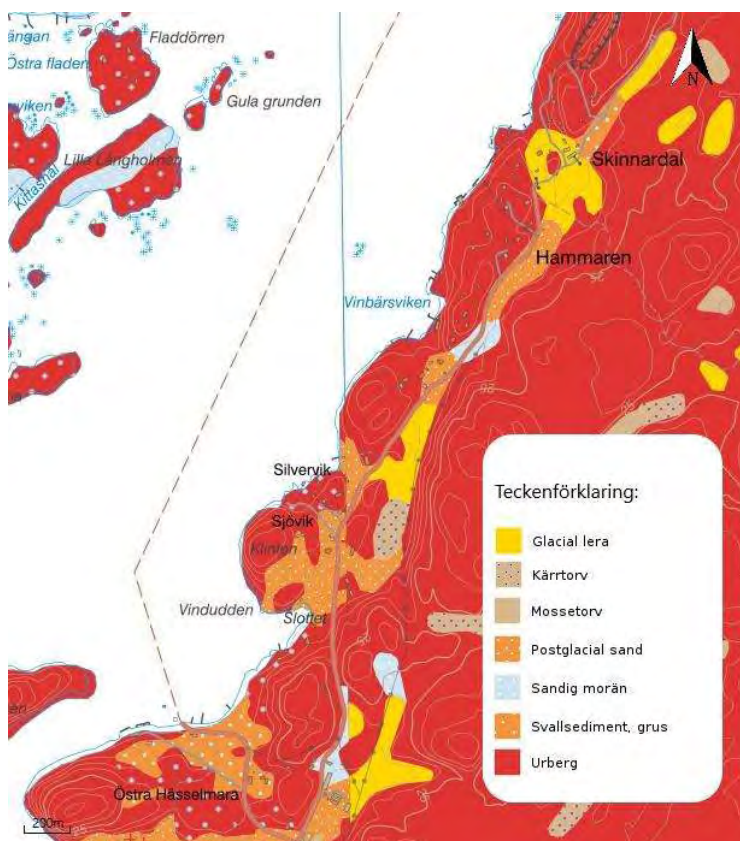 Fladdörren
Östra fladen
Gula grunden
Lilla Långholmen
Kittashal
N
Skinnardal
Hammaren
Vinbärsviken
Silvervik
Sjövik
Klinten
Vindudden
Slottet
Östra Hässelmara
200m
Teckenförklaring:
Glacial lera
Kärrtorv
Mossetorv
Postglacial sand
Sandig morän
Svallsediment, grus
Urberg